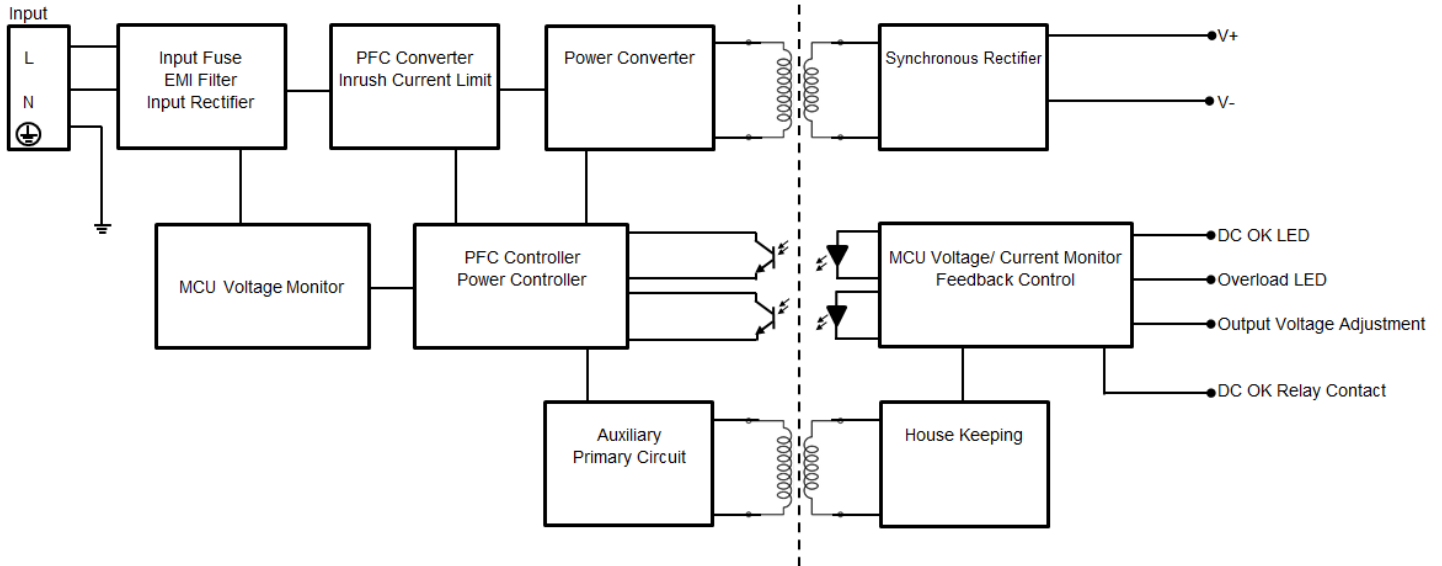 Input
L
N
Input Fuse
EMI Filter
Input Rectifier
PFC Converter
Inrush Current Limit
Power Converter
Synchronous Rectifier
V+
V-
MCU Voltage Monitor
PFC Controller
Power Controller
MCU Voltage/ Current Monitor
Feedback Control
DC OK LED
Overload LED
Output Voltage Adjustment
DC OK Relay Contact
Auxiliary
Primary Circuit
House Keeping